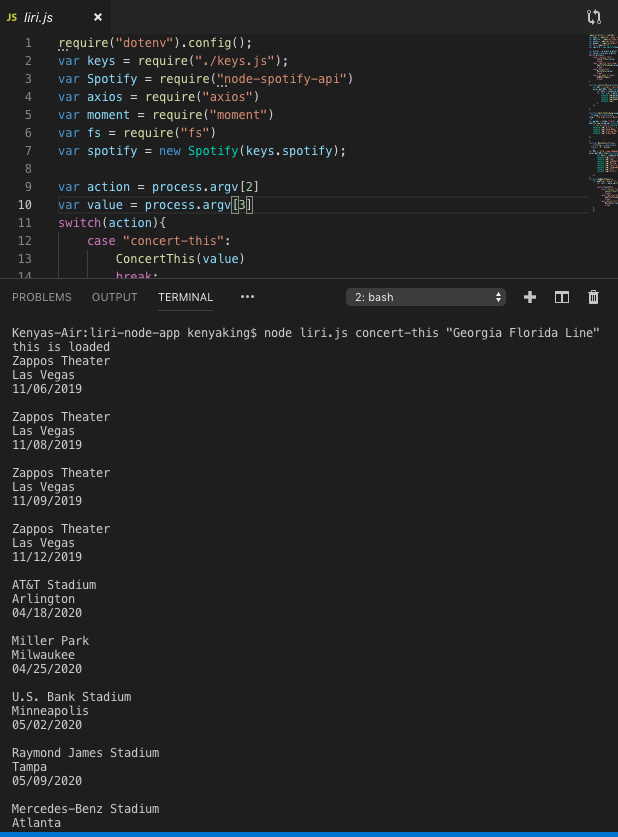 JS liri.js ×
1 require("dotenv").config();
2 var keys = require("./keys.js");
3 var Spotify = require("node-spotify-api")
4 var axios = require("axios")
5 var moment = require("moment")
6 var fs = require("fs")
7 var spotify = new Spotify(keys.spotify);
8
9 var action = process.argv[2]
10 var value = process.argv[3]
11 switch(action){
12 case "concert-this":
13 ConcertThis(value)
14 break;
PROBLEMS OUTPUT TERMINAL ••• 2: bash
Kenyas-Air:liri-node-app kenyaking$ node liri.js concert-this "Georgia Florida Line"
this is loaded
Zappos Theater
Las Vegas
11/06/2019
Zappos Theater
Las Vegas
11/08/2019
Zappos Theater
Las Vegas
11/09/2019
Zappos Theater
Las Vegas
11/12/2019
AT&T Stadium
Arlington
04/18/2020
Miller Park
Milwaukee
04/25/2020
U.S. Bank Stadium
Minneapolis
05/02/2020
Raymond James Stadium
Tampa
05/09/2020
Mercedes-Benz Stadium
Atlanta